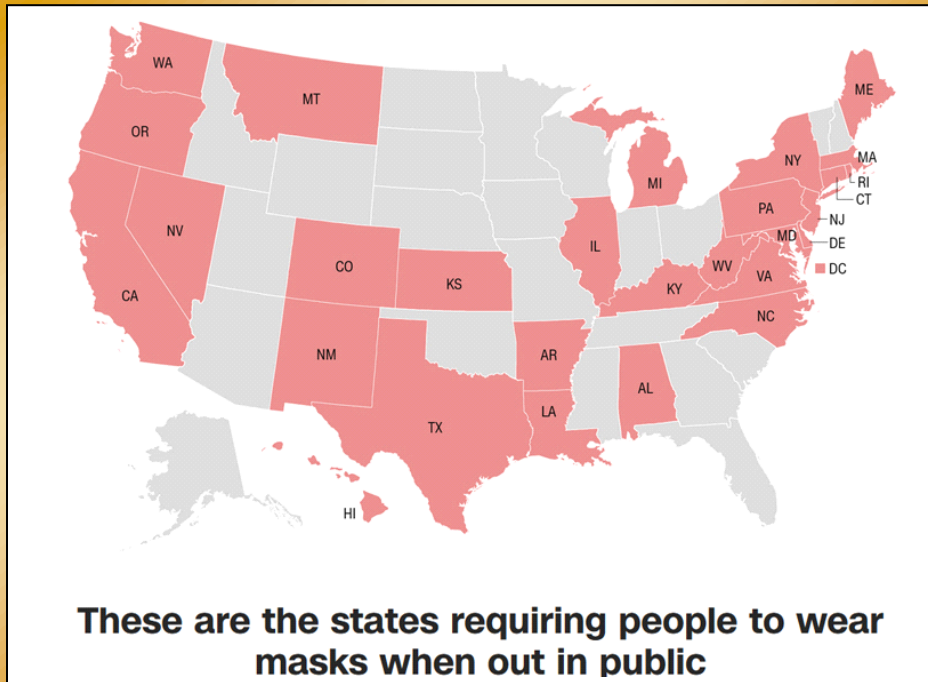 WA
MT
ME
OR
MI
NY
MA
RI
CT
NV
PA
NJ
IL
MD
DE
CO
WV
DC
KS
VA
CA
KY
NC
NM
AR
AL
LA
TX
HI
These are the states requiring people to wear
masks when out in public